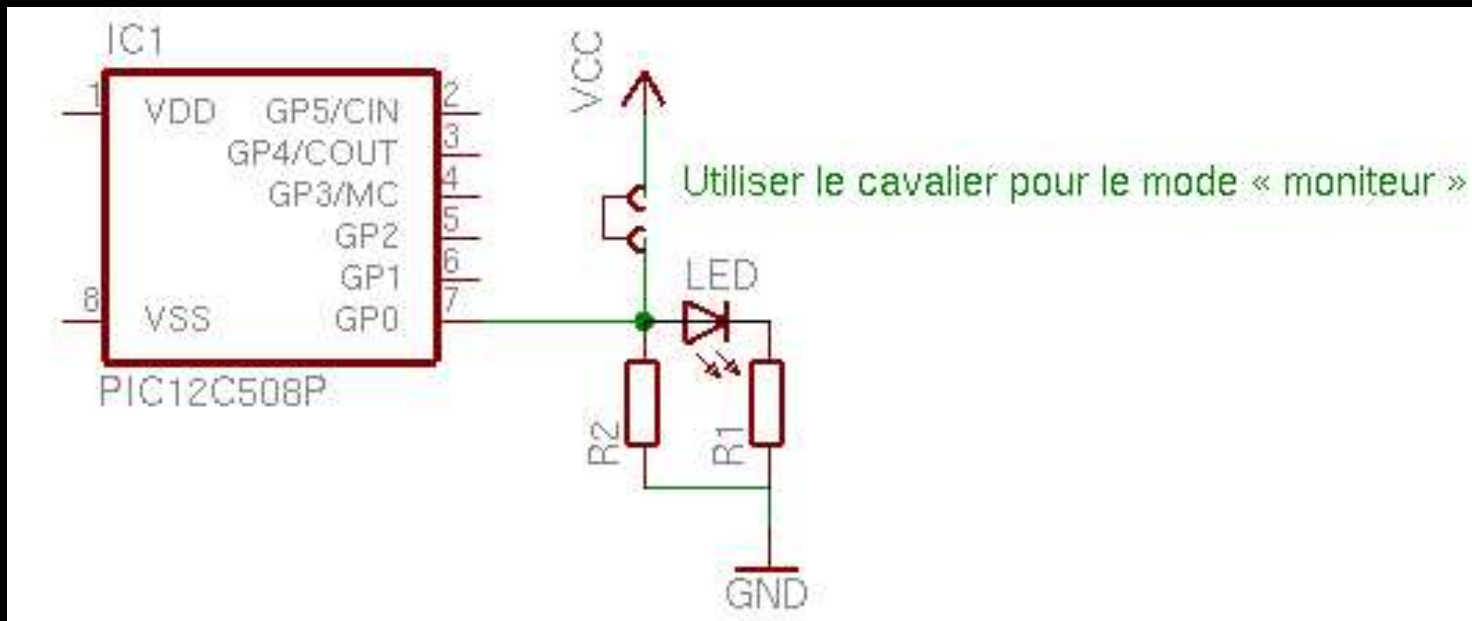 IC1
VCC
1
VDD
GP5/CIN
2
GP4/COUT
3
GP3/MC
4
Utiliser le cavalier pour le mode « moniteur »
GP2
5
GP1
6
LED
8
VSS
GP0
7
PIC12C508P
R2
R1
GND